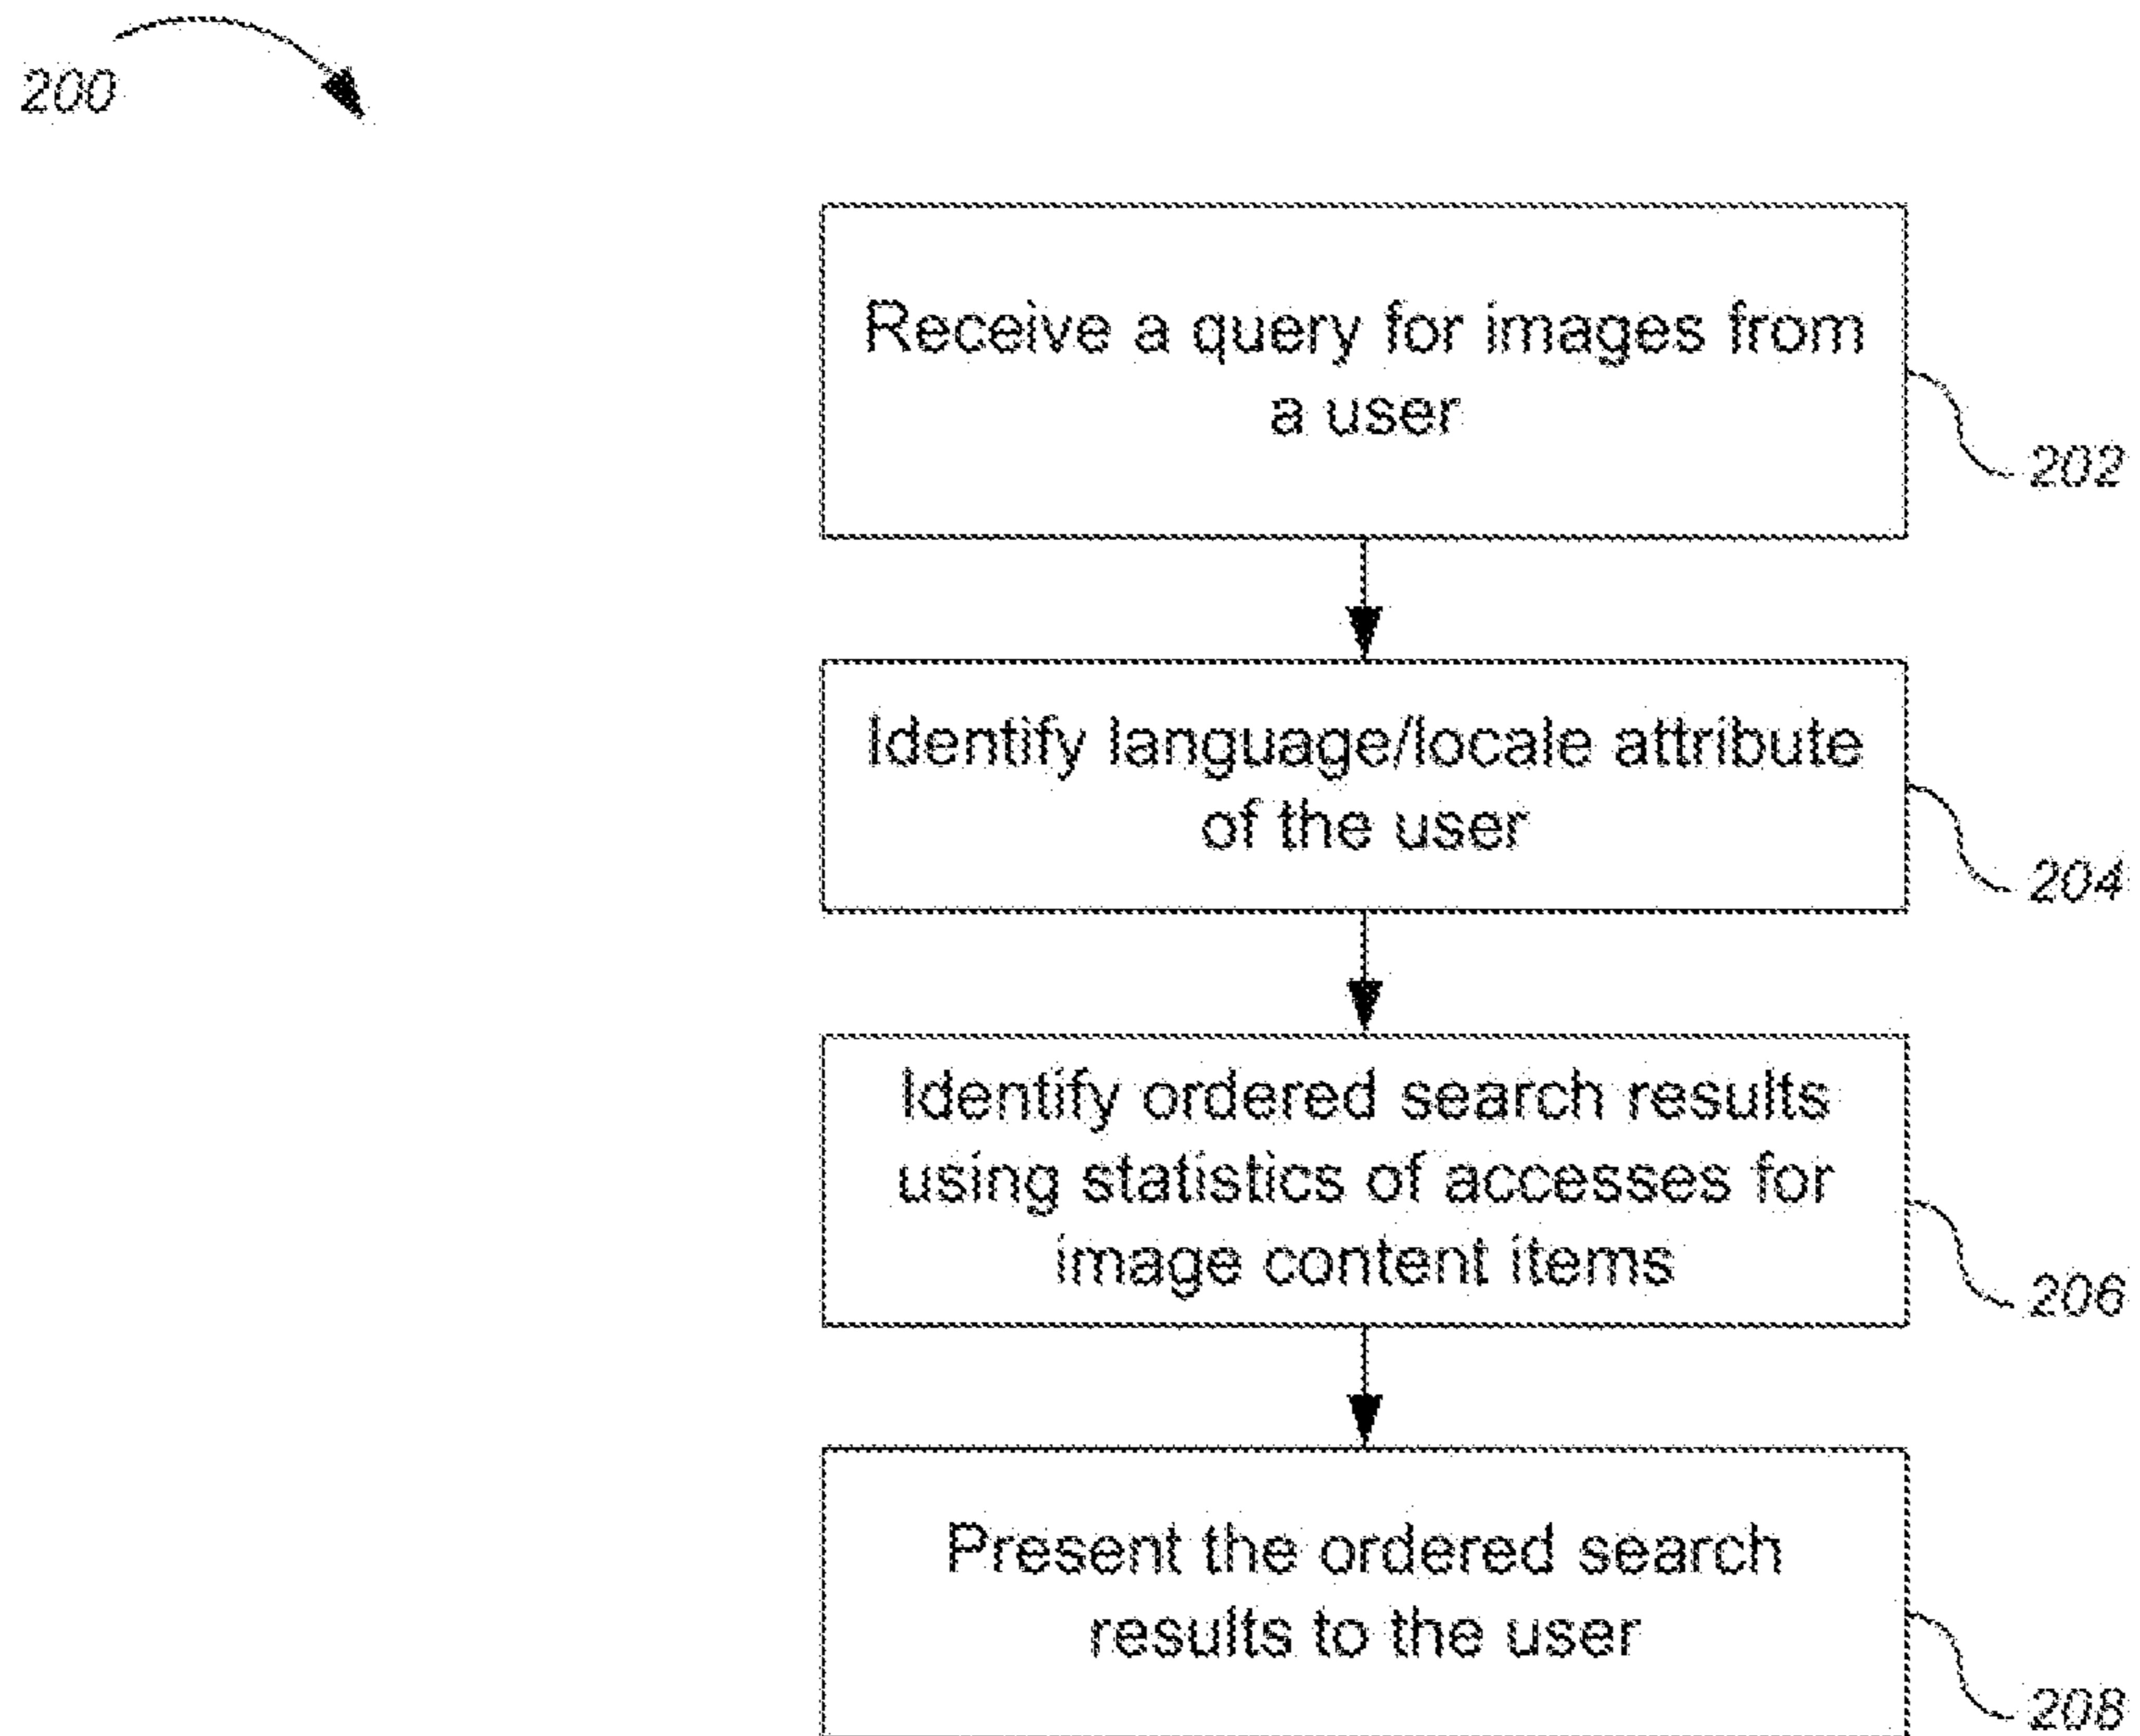 200
Receive a query for images from
a user
202
Identify language/locale attribute
of the user
204
Identify ordered search results
using statistics of accesses for
image content items
206
Present the ordered search
results to the user
208